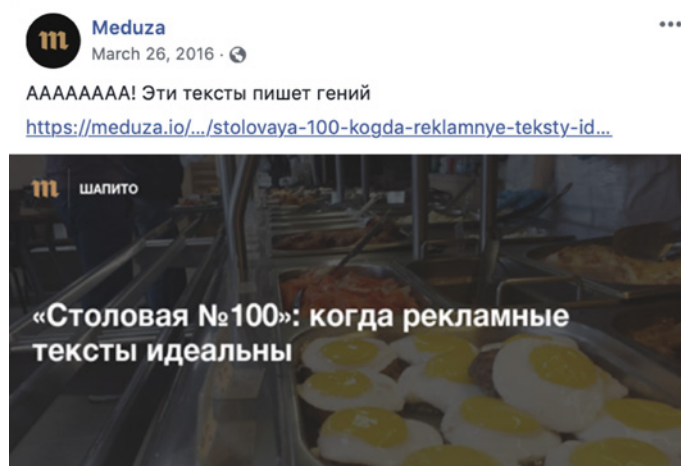 Meduza
March 26, 2016 ·
АААААААА! Эти тексты пишет гений
https://meduza.io/.../stolovaya-100-kogda-reklamnye-teksty-id...
m ШАПИТО
«Столовая №100»: когда рекламные
тексты идеальны